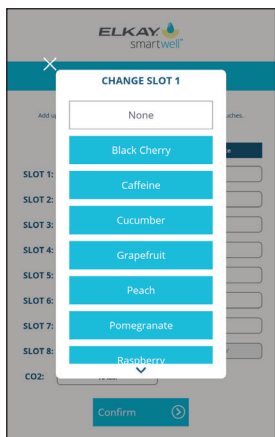 ELKAY
smartwell
CHANGE SLOT 1
None
Add
Black Cherry
SLOT 1:
Caffeine
SLOT 2:
Cucumber
SLOT 3:
SLOT 4:
Grapefruit
SLOT 5:
Peach
SLOT 6:
SLOT 7:
Pomegranate
SLOT 8:
Raspberry
CO2:
Confirm